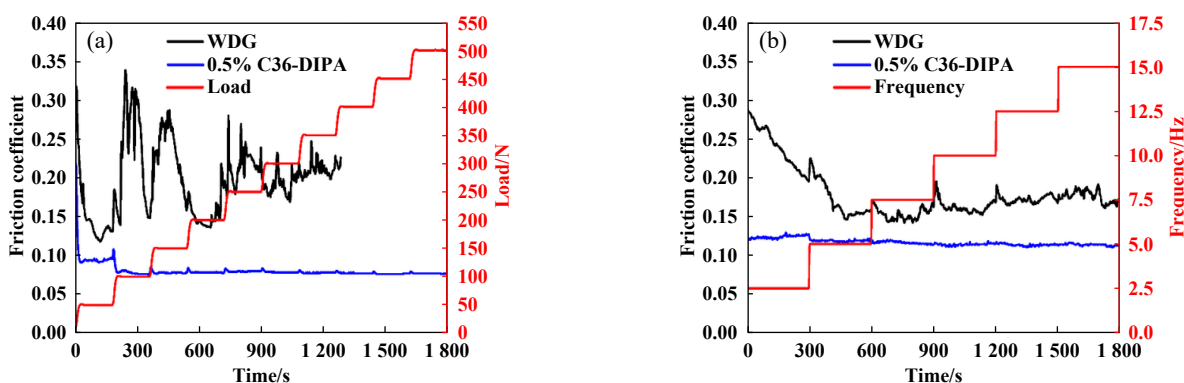 (a)
WDG
0.5% C36-DIPA
Load
0.40
0.35
0.30
0.25
0.20
0.15
0.10
0.05
0.00
Friction coefficient
550
500
450
400
350
300
250
200
150
100
50
0
Load/N
0 300 600 900 1 200 1 500 1 800
Time/s
(b)
WDG
0.5% C36-DIPA
Frequency
0.40
0.35
0.30
0.25
0.20
0.15
0.10
0.05
0.00
Friction coefficient
17.5
15.0
12.5
10.0
7.5
5.0
2.5
0.0
Frequency/Hz
0 300 600 900 1 200 1 500 1 800
Time/s